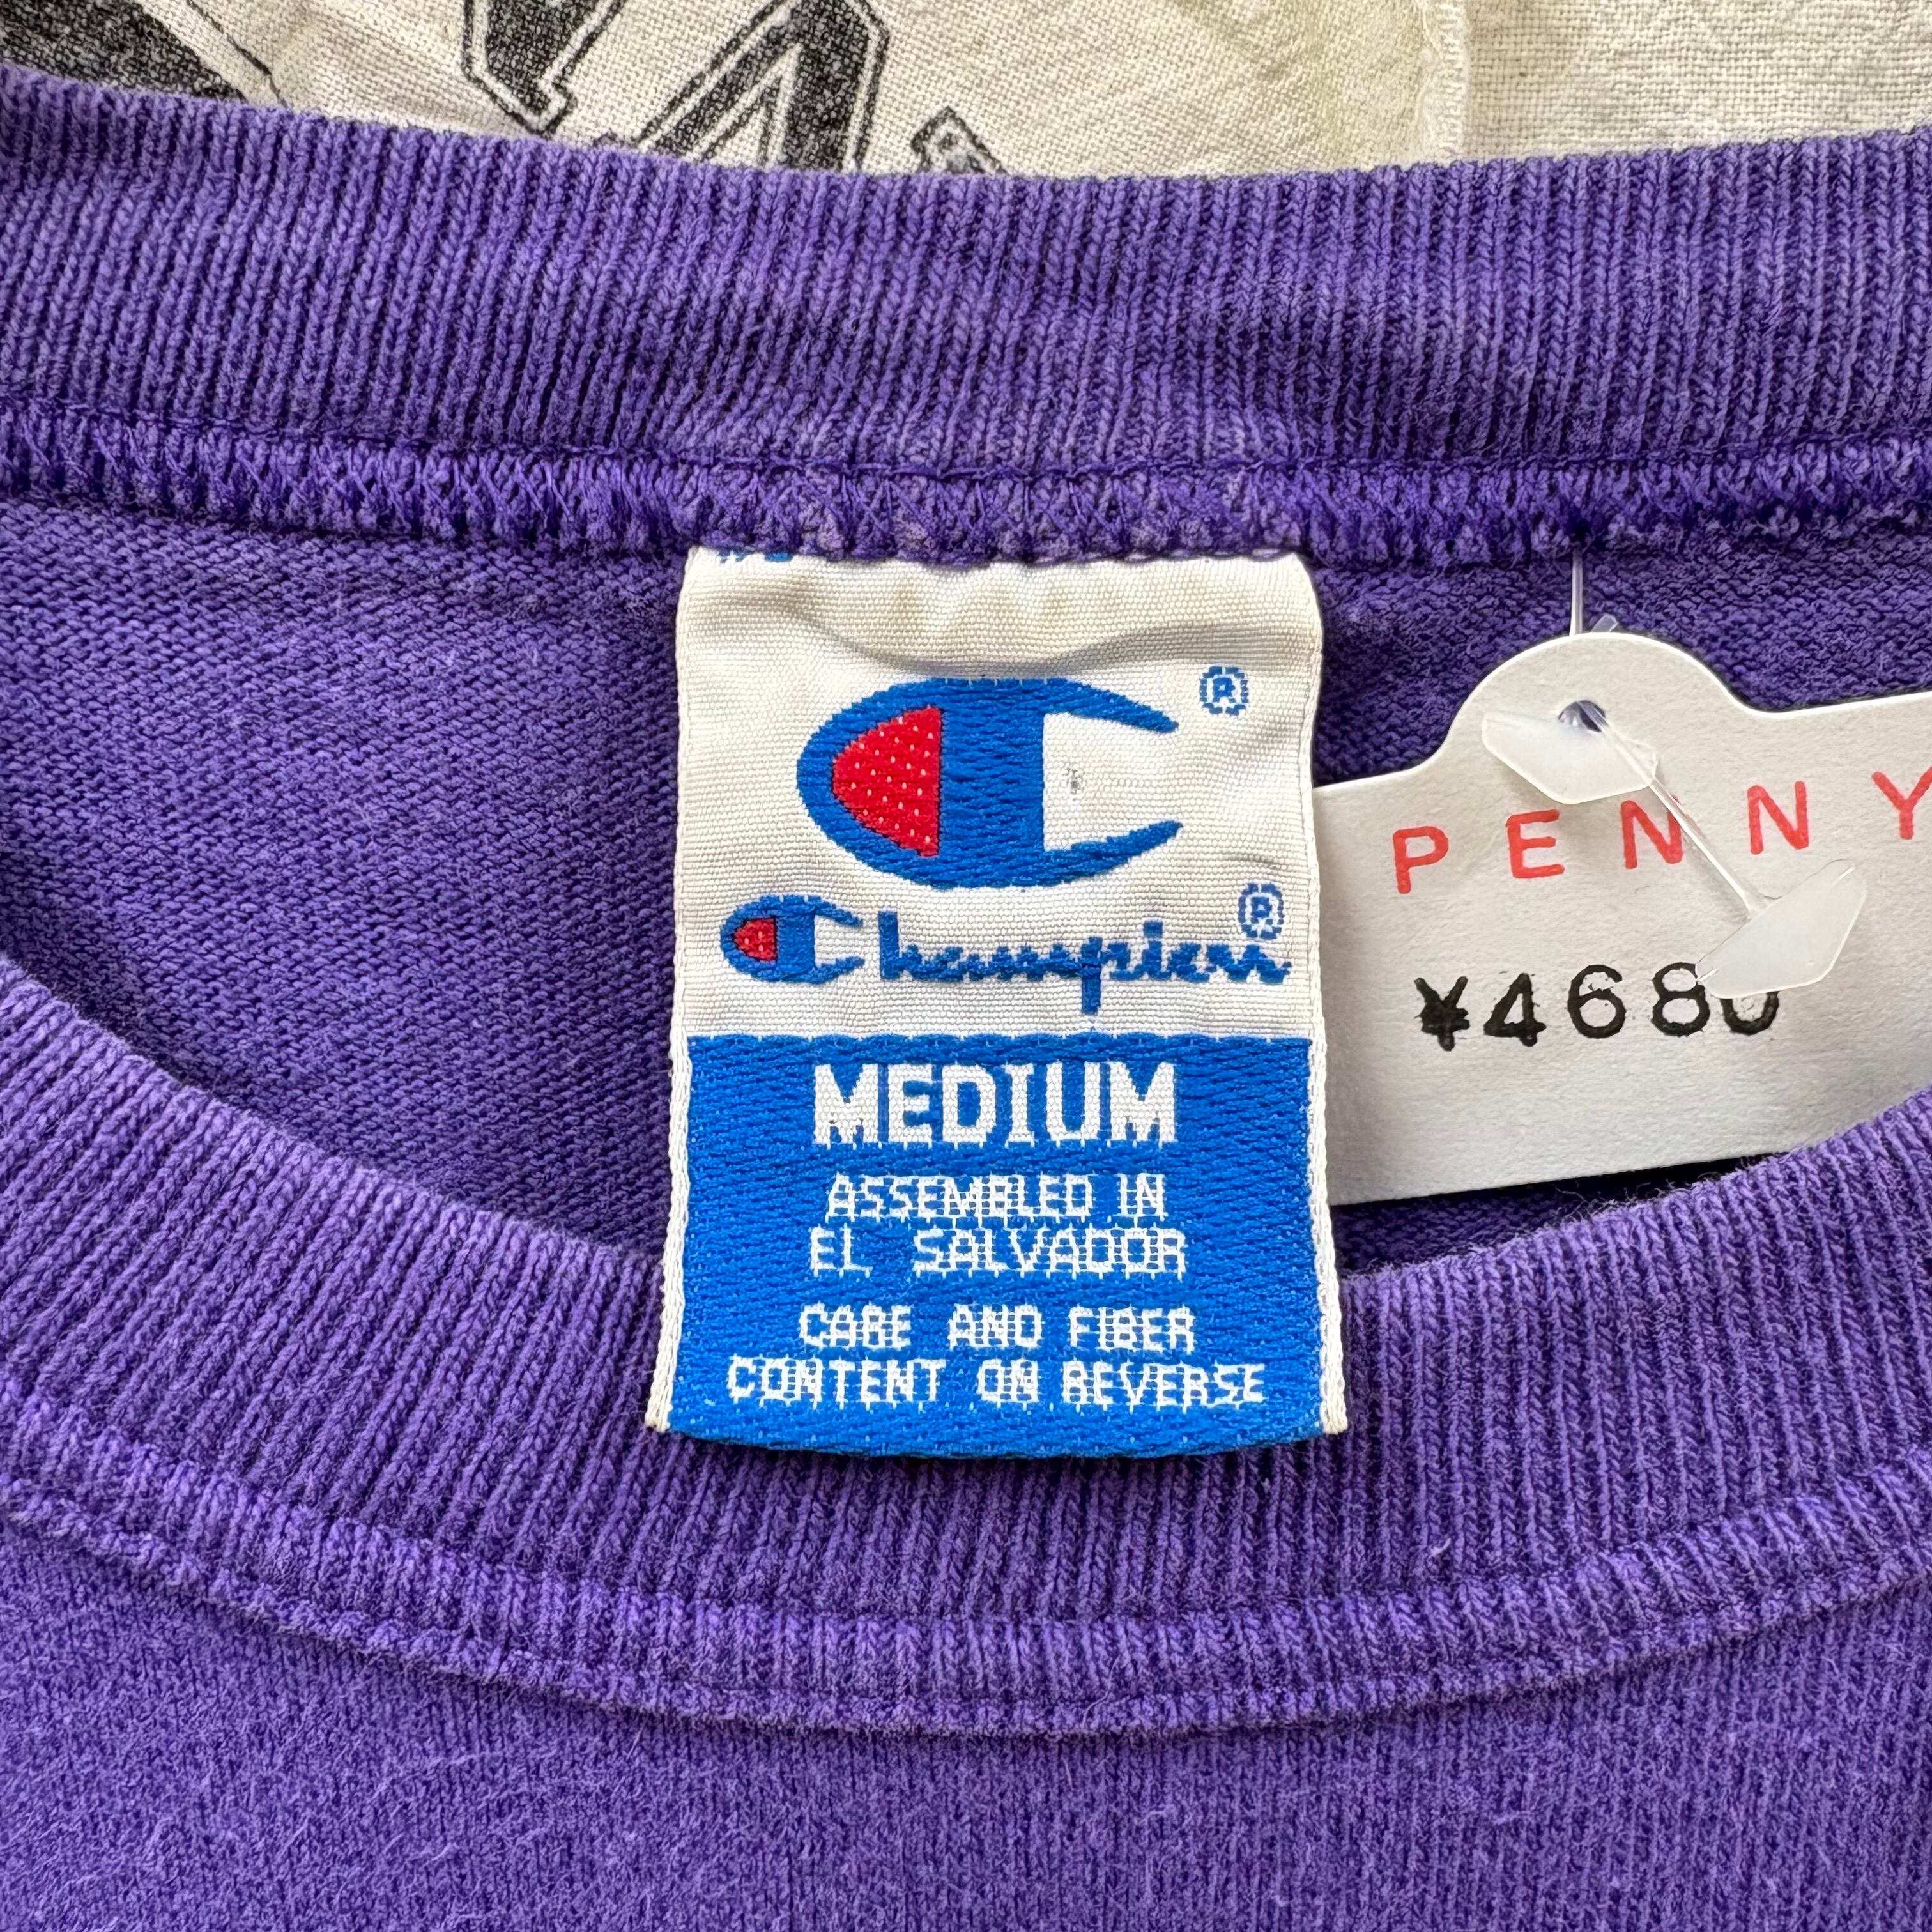 ®
Champion®
MEDIUM
ASSEMBLED IN
EL SALVADOR
CARE AND FIBER
CONTENT ON REVERSE
PENNY
¥4680